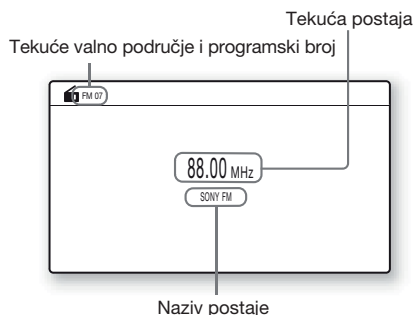 Tekuća postaja
Tekuće valno područje i programski broj
FM 07
88.00 MHz
SONY FM
Naziv postaje